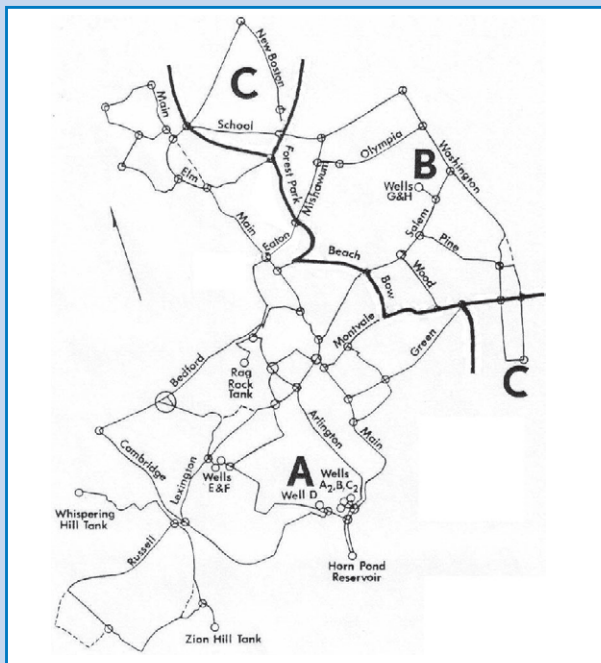 New Boston
C
Main
School
Forest Park
Mishawum
Olympia
B
Washington
Wells
G&H
Elm
Main
Eaton
Salem
Pine
Beach
Bow
Wood
Montvale
Green
C
Bedford
Rag
Rock
Tank
Arlington
Main
Cambridge
Lexington
A
Wells
E&F
Well D
Wells
A2,B,C2
Whispering
Hill Tank
Russell
Horn Pond
Reservoir
Zion Hill Tank